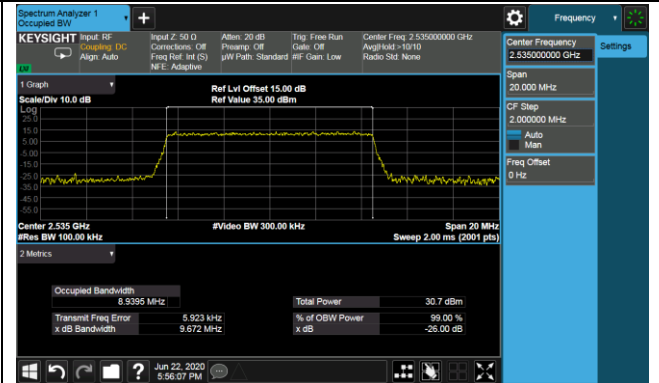 Spectrum Analyzer 1
Occupied BW
+
Frequency
KEYSIGHT
Input: RF
Coupling: DC
Align: Auto
Input Z: 50 Ω
Corrections: Off
Freq Ref: Int (S)
NFE: Adaptive
Atten: 20 dB
Preamp: Off
µW Path: Standard
Trig: Free Run
Gate: Off
#IF Gain: Low
Center Freq: 2.535000000 GHz
Avg|Hold:>10/10
Radio Std: None
Center Frequency
2.535000000 GHz
Settings
Span
20.000 MHz
CF Step
2.000000 MHz
Auto
Man
Freq Offset
0 Hz
1 Graph
Scale/Div 10.0 dB
Ref Lvl Offset 15.00 dB
Ref Value 35.00 dBm
Log
25.0
15.0
5.00
-5.00
-15.0
-25.0
-35.0
-45.0
-55.0
Center 2.535 GHz
#Res BW 100.00 kHz
#Video BW 300.00 kHz
Span 20 MHz
Sweep 2.00 ms (2001 pts)
2 Metrics
Occupied Bandwidth
8.9395 MHz
Total Power 30.7 dBm
Transmit Freq Error 5.923 kHz
% of OBW Power 99.00 %
x dB Bandwidth 9.672 MHz
x dB -26.00 dB
?
Jun 22, 2020
5:56:07 PM